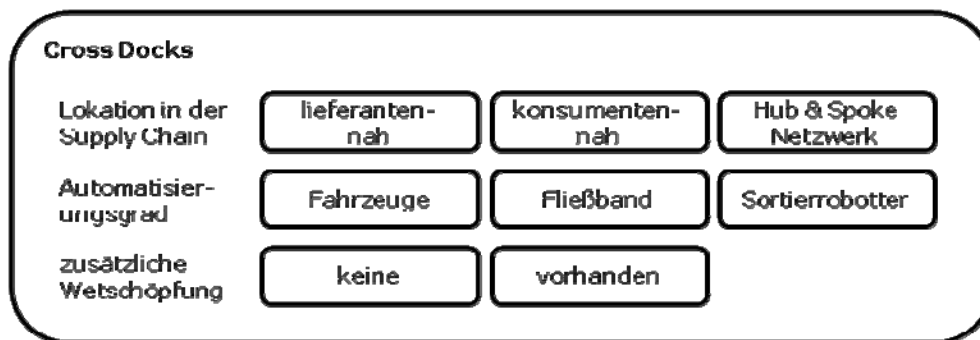 Cross Docks
Lokation in der
Supply Chain
lieferanten-
nah
konsumenten-
nah
Hub & Spoke
Netzwerk
Automatisier-
ungsgrad
Fahrzeuge
Fließband
Sortierrobotter
zusätzliche
Wetschöpfung
keine
vorhanden